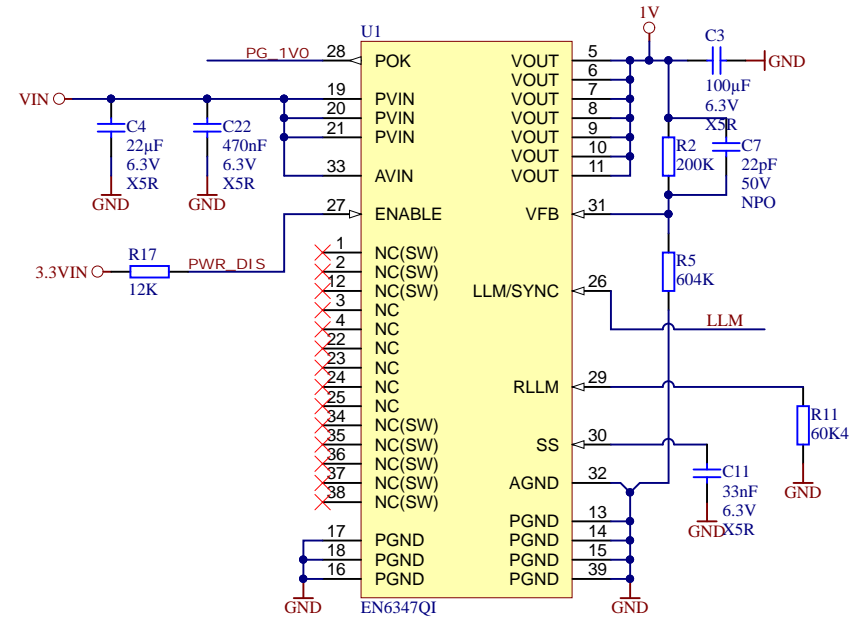 1V
U1
C3
100µF
6.3V
X5R
GND
PG_1V0
28
POK
VOUT
5
VOUT
6
VIN
19
PVIN
VOUT
7
20
PVIN
VOUT
8
21
PVIN
VOUT
9
VOUT
10
33
AVIN
VOUT
11
C4
22µF
6.3V
X5R
GND
C22
470nF
6.3V
X5R
GND
R2
200K
C7
22pF
50V
NPO
27
ENABLE
VFB
31
3.3VIN
R17
12K
PWR_DIS
R5
604K
1
NC(SW)
2
NC(SW)
12
NC(SW)
LLM/SYNC
26
LLM
3
NC
4
NC
22
NC
23
NC
24
NC
RLLM
29
25
NC
R11
60K4
GND
34
NC(SW)
35
NC(SW)
SS
30
36
NC(SW)
C11
33nF
6.3V
X5R
GND
37
NC(SW)
AGND
32
38
NC(SW)
PGND
13
17
PGND
PGND
14
18
PGND
PGND
15
16
PGND
PGND
39
GND
EN6347QI
GND